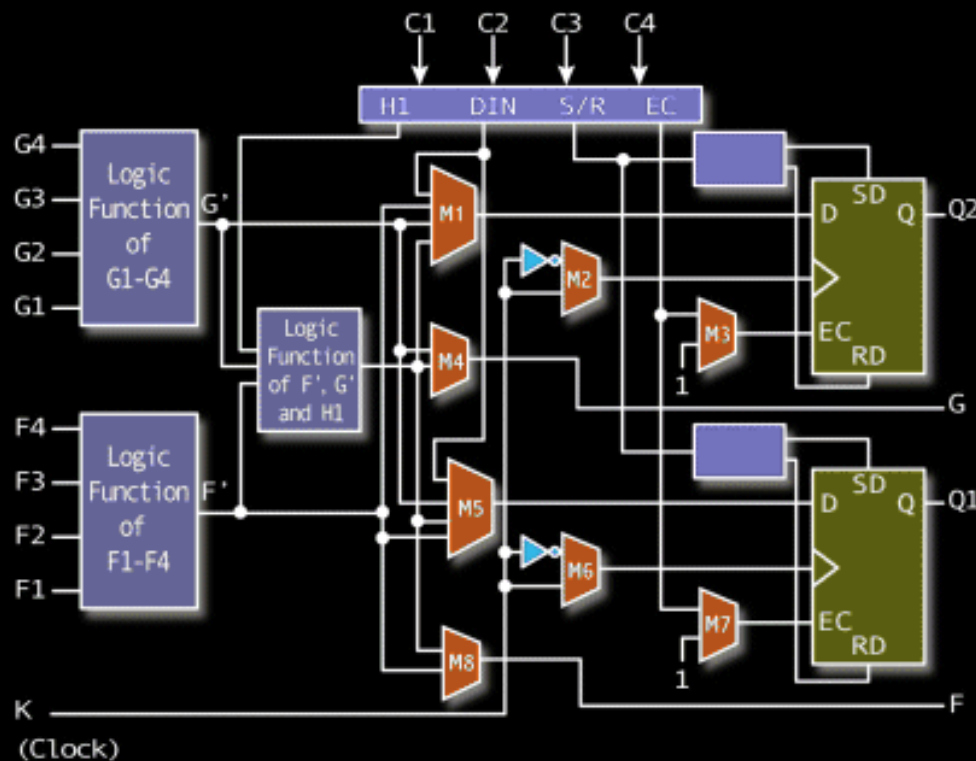 C1 C2 C3 C4
H1 DIN S/R EC
G4
G3
G2
G1
Logic
Function
of
G1-G4
G'
M1
D SD Q
Q2
M2
EC
RD
M3
1
Logic
Function
of F', G'
and H1
M4
G
F4
F3
F2
F1
Logic
Function
of
F1-F4
F'
M5
D SD Q
Q1
M6
EC
RD
M7
1
M8
F
K
(Clock)